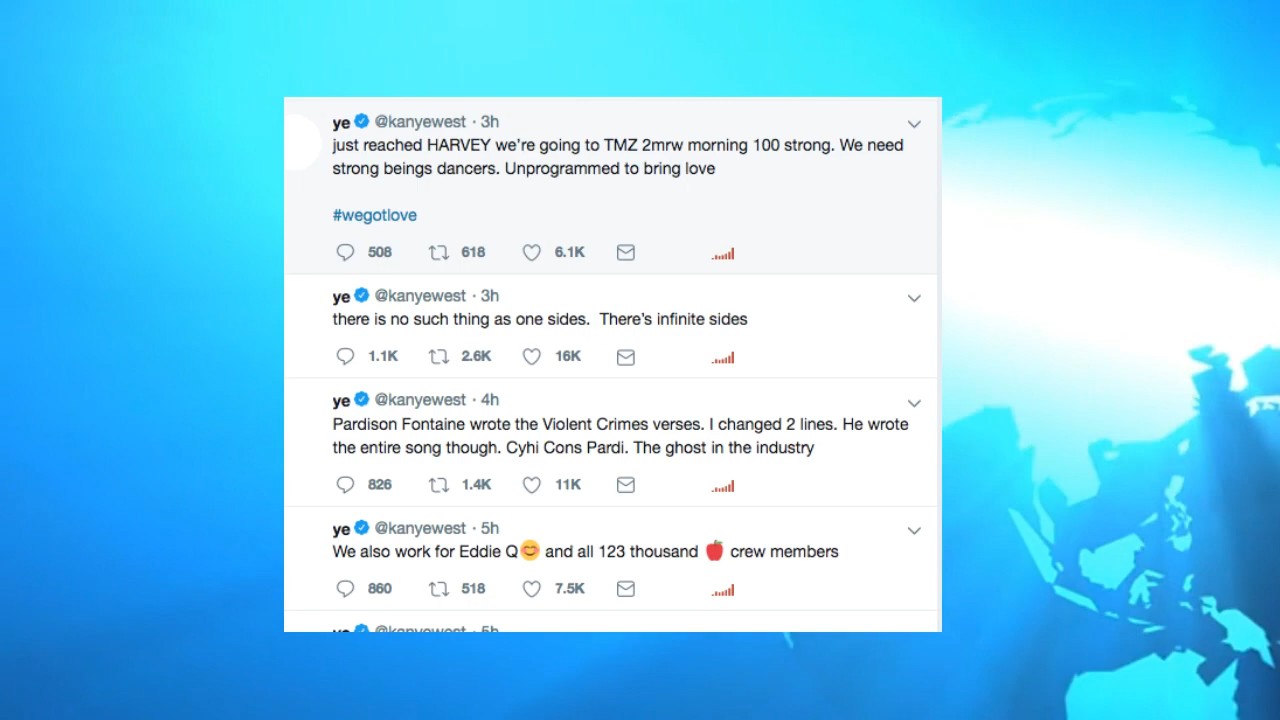 ye @kanyewest · 3h
just reached HARVEY we're going to TMZ 2mrw morning 100 strong. We need
strong beings dancers. Unprogrammed to bring love
#wegotlove
508 618 6.1K
ye @kanyewest · 3h
there is no such thing as one sides.  There's infinite sides
1.1K 2.6K 16K
ye @kanyewest · 4h
Pardison Fontaine wrote the Violent Crimes verses. I changed 2 lines. He wrote
the entire song though. Cyhi Cons Pardi. The ghost in the industry
826 1.4K 11K
ye @kanyewest · 5h
We also work for Eddie Q😊 and all 123 thousand 🍎 crew members
860 518 7.5K
ye @kanyewest · 5h